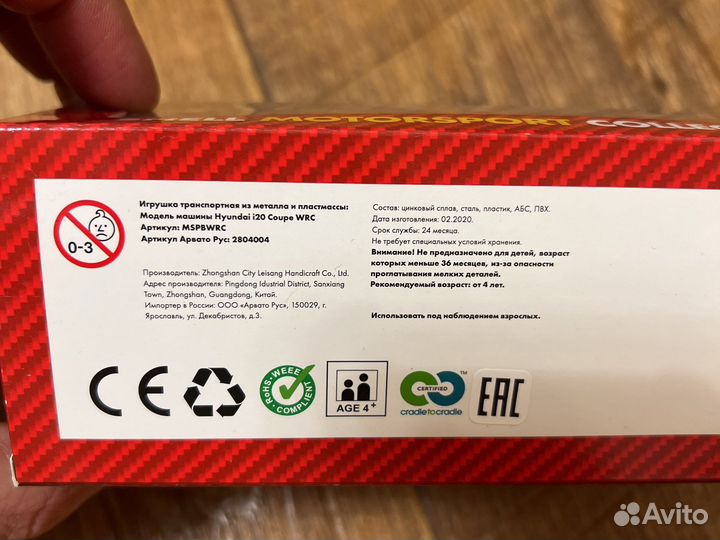 ELL MOTORSPORT COLLE
0-3
Игрушка транспортная из металла и пластмассы:
Модель машины Hyundai i20 Coupe WRC
Артикул: MSPBWRC
Артикул Арвато Рус: 2804004
Производитель: Zhongshan City Leisang Handicraft Co., Ltd.
Адрес производителя: Pingdong Idustrial District, Sanxiang
Town, Zhongshan, Guangdong, Китай.
Импортер в России: ООО «Арвато Рус», 150029, г.
Ярославль, ул. Декабристов, д.3.
Состав: цинковый сплав, сталь, пластик, АБС, ПВХ.
Дата изготовления: 02.2020.
Срок службы: 24 месяца.
Не требует специальных условий хранения.
Внимание! Не предназначено для детей, возраст
которых меньше 36 месяцев, из-за опасности
проглатывания мелких деталей.
Рекомендуемый возраст: от 4 лет.
Использовать под наблюдением взрослых.
CE
RoHS-WEEE
COMPLIENT
AGE 4+
CERTIFIED
TM
cradletocradle
EAC
Avito